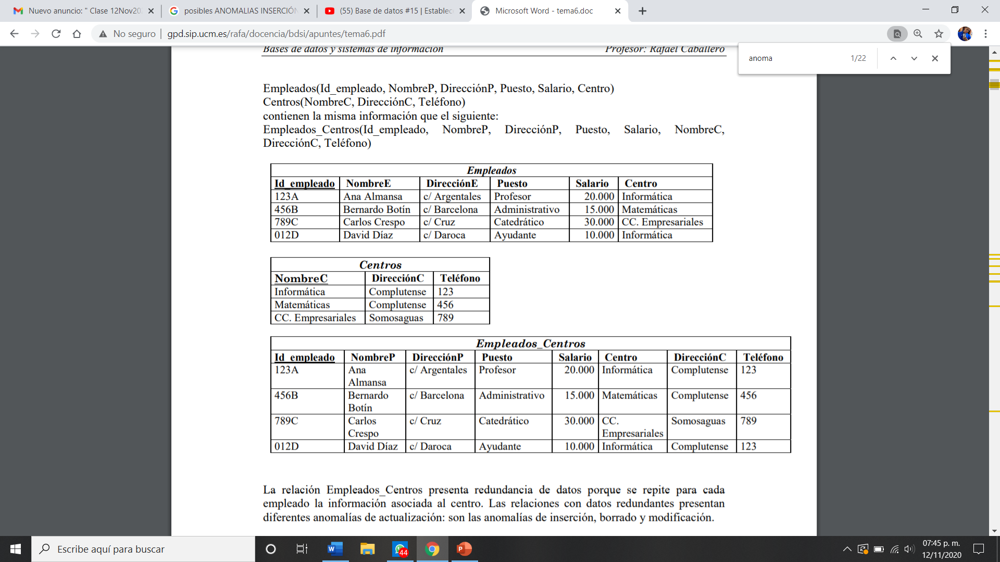 Nuevo anuncio: " Clase 12Nov202
posibles ANOMALIAS INSERCIÓN
(55) Base de datos #15 | Establec
Microsoft Word - tema6.doc
No seguro
gpd.sip.ucm.es/rafa/docencia/bdsi/apuntes/tema6.pdf
anoma 1/22
Bases de datos y sistemas de información Profesor: Rafael Caballero
Empleados(Id_empleado, NombreP, DirecciónP, Puesto, Salario, Centro)
Centros(NombreC, DirecciónC, Teléfono)
contienen la misma información que el siguiente:
Empleados_Centros(Id_empleado, NombreP, DirecciónP, Puesto, Salario, NombreC,
DirecciónC, Teléfono)
Empleados
Id_empleado NombreE DirecciónE Puesto Salario Centro
123A Ana Almansa c/ Argentales Profesor 20.000 Informática
456B Bernardo Botín c/ Barcelona Administrativo 15.000 Matemáticas
789C Carlos Crespo c/ Cruz Catedrático 30.000 CC. Empresariales
012D David Díaz c/ Daroca Ayudante 10.000 Informática
Centros
NombreC DirecciónC Teléfono
Informática Complutense 123
Matemáticas Complutense 456
CC. Empresariales Somosaguas 789
Empleados_Centros
Id_empleado NombreP DirecciónP Puesto Salario Centro DirecciónC Teléfono
123A Ana c/ Argentales Profesor 20.000 Informática Complutense 123
Almansa
456B Bernardo c/ Barcelona Administrativo 15.000 Matemáticas Complutense 456
Botín
789C Carlos c/ Cruz Catedrático 30.000 CC. Somosaguas 789
Crespo Empresariales
012D David Díaz c/ Daroca Ayudante 10.000 Informática Complutense 123
La relación Empleados_Centros presenta redundancia de datos porque se repite para cada
empleado la información asociada al centro. Las relaciones con datos redundantes presentan
diferentes anomalías de actualización: son las anomalías de inserción, borrado y modificación.
Escribe aquí para buscar
44
07:45 p. m.
12/11/2020